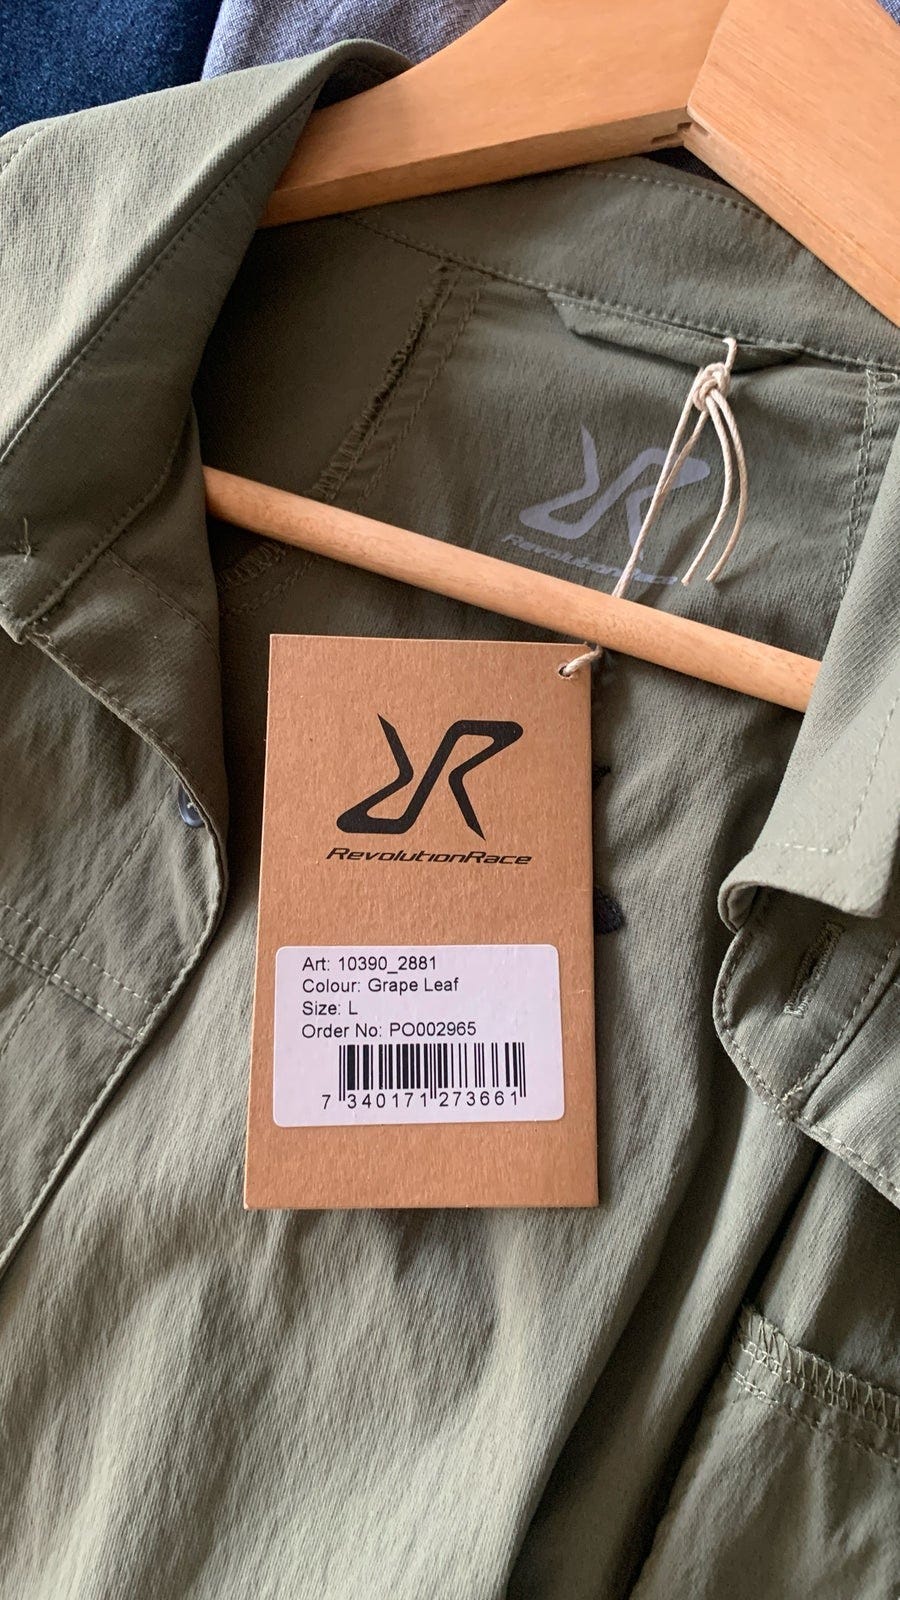 RevolutionRace
RevolutionRace
Art: 10390_2881
Colour: Grape Leaf
Size: L
Order No: PO002965
7 340171 273661